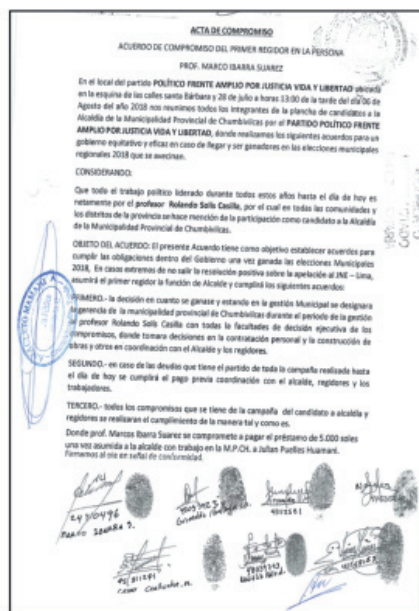 ACTA DE COMPROMISO
ACUERDO DE COMPROMISO DEL PRIMER REGIDOR EN LA PERSONA
PROF. MARCO IBARRA SUAREZ
En el local del partido POLÍTICO FRENTE AMPLIO POR JUSTICIA VIDA Y LIBERTAD ubicada
en la esquina de las calles santa Bárbara y 28 de julio a horas 13:00 de la tarde del día 06 de
Agosto del año 2018 nos reunimos todos los integrantes de la plancha de candidatos a la
Alcaldía de la Municipalidad Provincial de Chumbivilcas por el PARTIDO POLÍTICO FRENTE
AMPLIO POR JUSTICIA VIDA Y LIBERTAD, donde realizamos los siguientes acuerdos para un
gobierno equitativo y eficas en caso de llegar y ser ganadores en las elecciones municipales
regionales 2018 que se avecinan.
CONSIDERANDO:
Que todo el trabajo político liderado durante todos estos años hasta el día de hoy es
netamente por el profesor Rolando Solis Casilla, por el cual en todas las comunidades y
los distritos de la provincia se hace mención de la participación como candidato a la Alcaldía
de la Municipalidad Provincial de Chumbivilcas.
OBJETO DEL ACUERDO: El presente Acuerdo tiene como objetivo establecer acuerdos para
cumplir las obligaciones dentro del Gobierno una vez ganada las elecciones Municipales
2018, En casos extremos de no salir la resolución positiva sobre la apelación al JNE – Lima,
asumirá el primer regidor la función de Alcalde y cumplirá los siguientes acuerdos:
PRIMERO.- la decisión en cuanto se ganase y estando en la gestión Municipal se designara
gerencia de la municipalidad provincial de Chumbivilcas durante el periodo de la gestión
al profesor Rolando Solis Casilla con todas la facultades de decisión ejecutiva de los
compromisos, donde tomara decisiones en la contratación personal y la construcción de
obras y otros en coordinación con el Alcalde y los regidores.
SEGUNDO.- en caso de las deudas que tiene el partido de toda la campaña realizada hasta
el día de hoy se cumplirá el pago previa coordinación con el alcalde, regidores y los
trabajadores.
TERCERO.- todos los compromisos que se tiene de la campaña del candidato a alcaldía y
regidores se realizaran el cumplimiento de la manera tal y como es.
Donde prof. Marcos Ibarra Suarez se compromete a pagar el préstamo de 5.000 soles
una vez asumida a la alcalde con trabajo en la M.P.CH. a Julian Puelles Huamani.
Firmamos al pie en señal de conformidad.
MARCO IBARRA S.